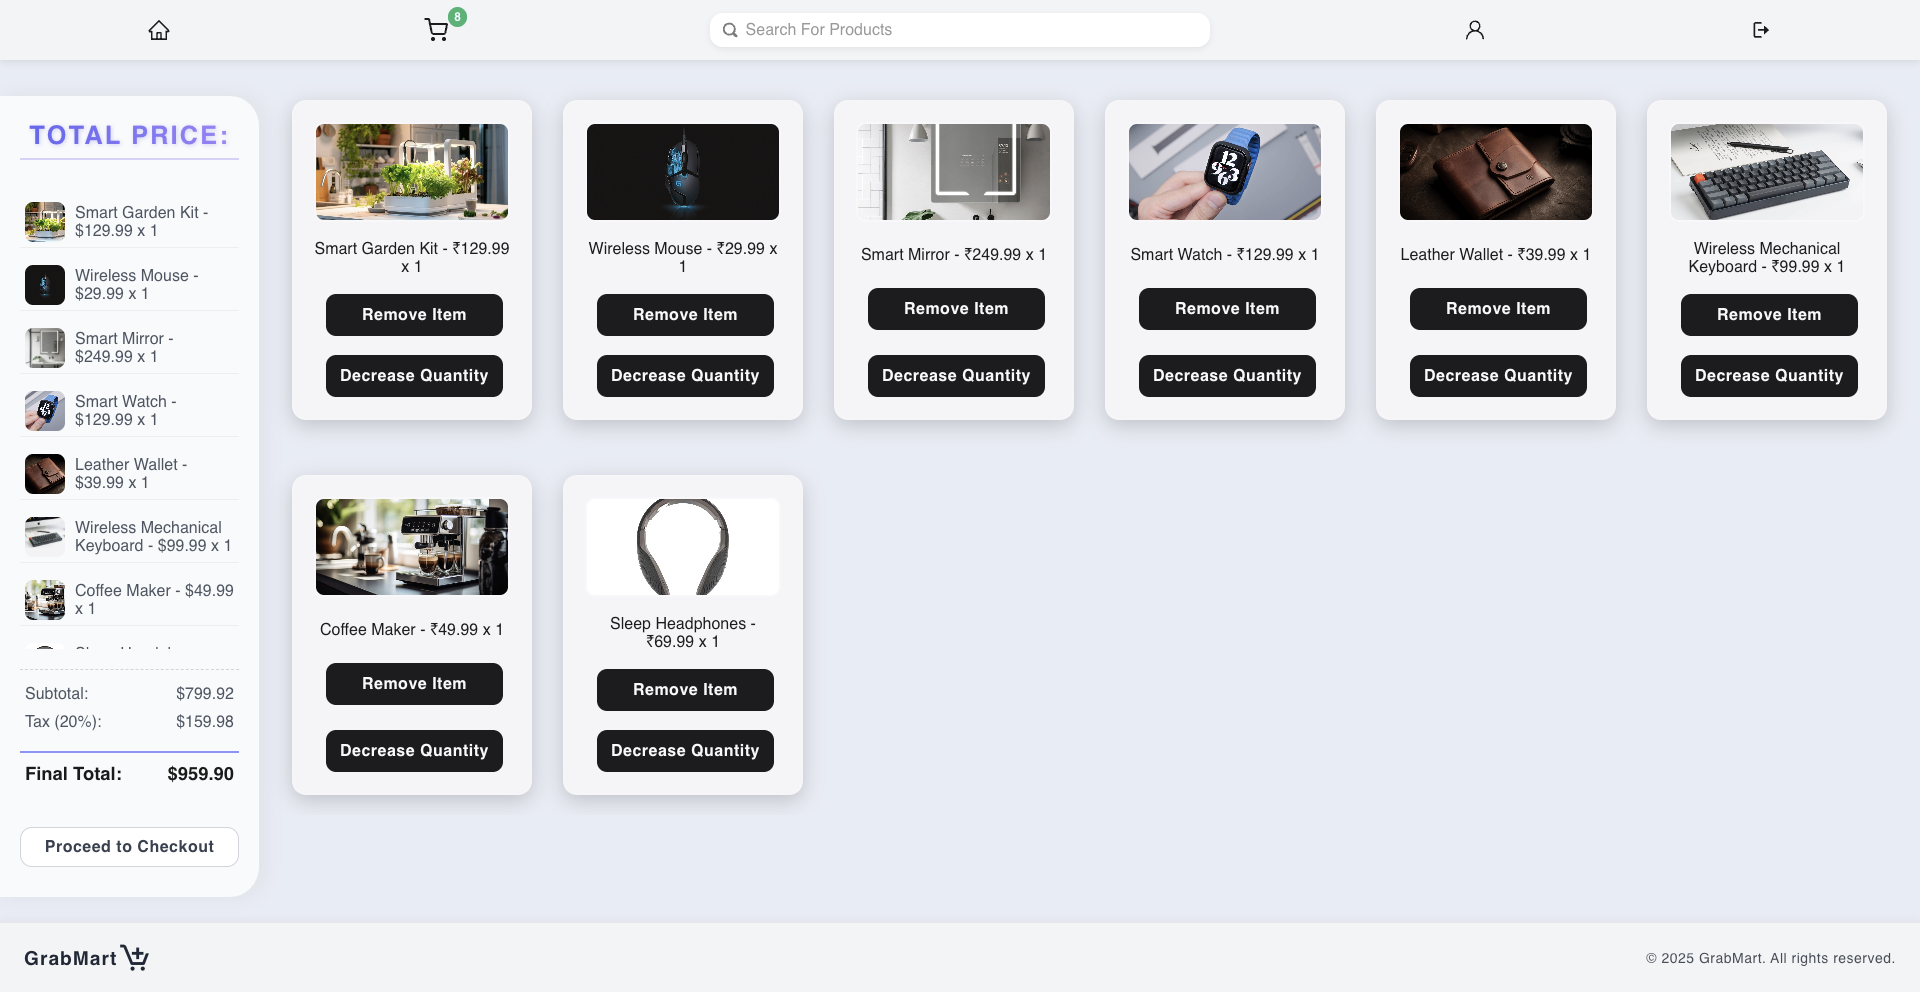 8
Search For Products
TOTAL PRICE:
Smart Garden Kit -
$129.99 x 1
Wireless Mouse -
$29.99 x 1
Smart Mirror -
$249.99 x 1
Smart Watch -
$129.99 x 1
Leather Wallet -
$39.99 x 1
Wireless Mechanical
Keyboard - $99.99 x 1
Coffee Maker - $49.99
x 1
Subtotal: $799.92
Tax (20%): $159.98
Final Total: $959.90
Proceed to Checkout
Smart Garden Kit - ₹129.99
x 1
Remove Item
Decrease Quantity
Wireless Mouse - ₹29.99 x
1
Remove Item
Decrease Quantity
Smart Mirror - ₹249.99 x 1
Remove Item
Decrease Quantity
12
3
6
9
Smart Watch - ₹129.99 x 1
Remove Item
Decrease Quantity
Leather Wallet - ₹39.99 x 1
Remove Item
Decrease Quantity
Wireless Mechanical
Keyboard - ₹99.99 x 1
Remove Item
Decrease Quantity
Coffee Maker - ₹49.99 x 1
Remove Item
Decrease Quantity
Sleep Headphones -
₹69.99 x 1
Remove Item
Decrease Quantity
GrabMart
© 2025 GrabMart. All rights reserved.